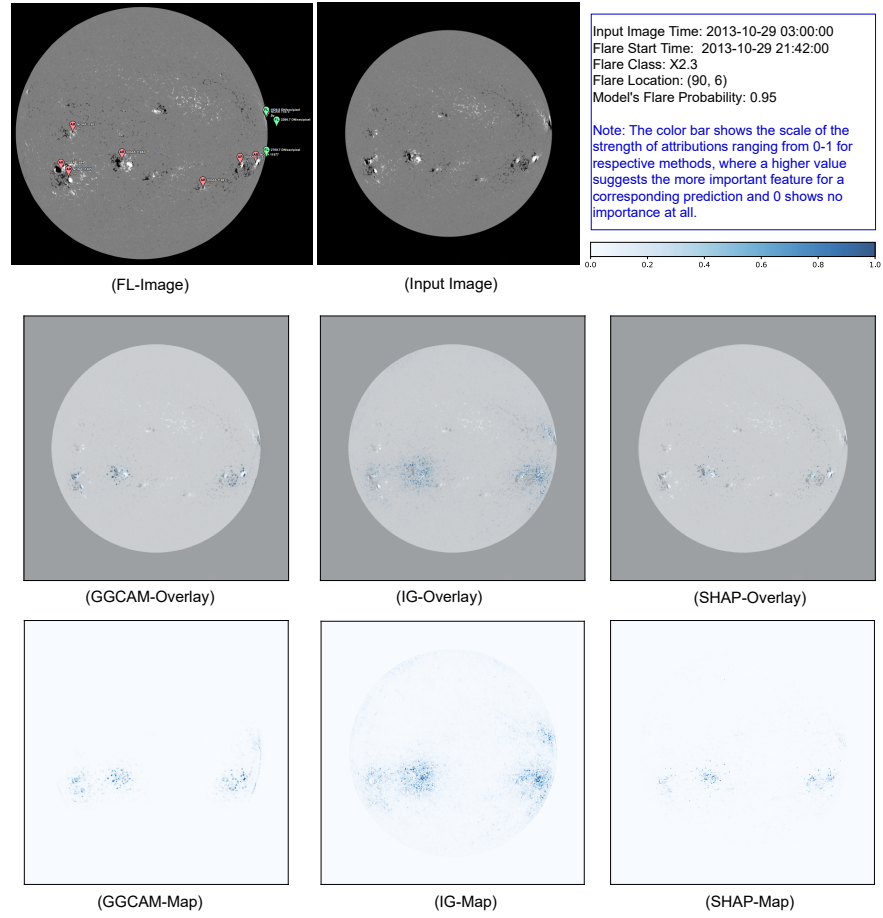 Input Image Time: 2013-10-29 03:00:00
Flare Start Time:  2013-10-29 21:42:00
Flare Class: X2.3
Flare Location: (90, 6)
Model's Flare Probability: 0.95
Note: The color bar shows the scale of the
strength of attributions ranging from 0-1 for
respective methods, where a higher value
suggests the more important feature for a
corresponding prediction and 0 shows no
importance at all.
0.0 0.2 0.4 0.6 0.8 1.0
(FL-Image) (Input Image)
(GGCAM-Overlay) (IG-Overlay) (SHAP-Overlay)
(GGCAM-Map) (IG-Map) (SHAP-Map)